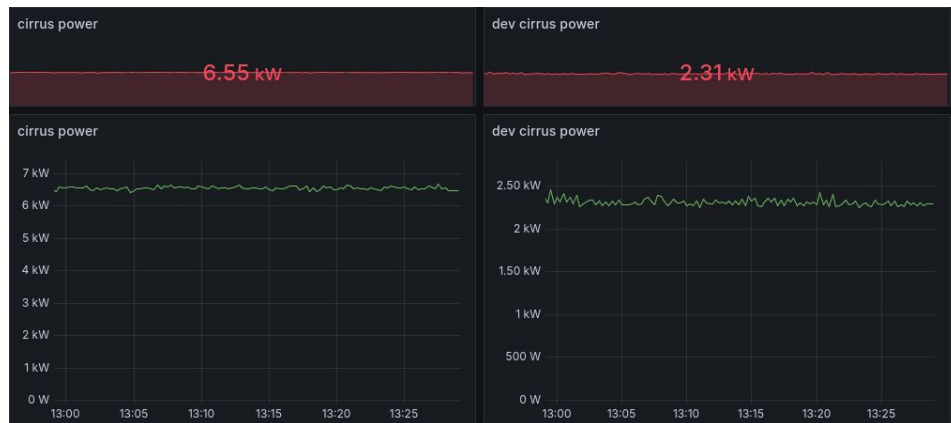 cirrus power
6.55 kW
dev cirrus power
2.31 kW
cirrus power
7 kW
6 kW
5 kW
4 kW
3 kW
2 kW
1 kW
0 W
13:00 13:05 13:10 13:15 13:20 13:25
dev cirrus power
2.50 kW
2 kW
1.50 kW
1 kW
500 W
0 W
13:00 13:05 13:10 13:15 13:20 13:25